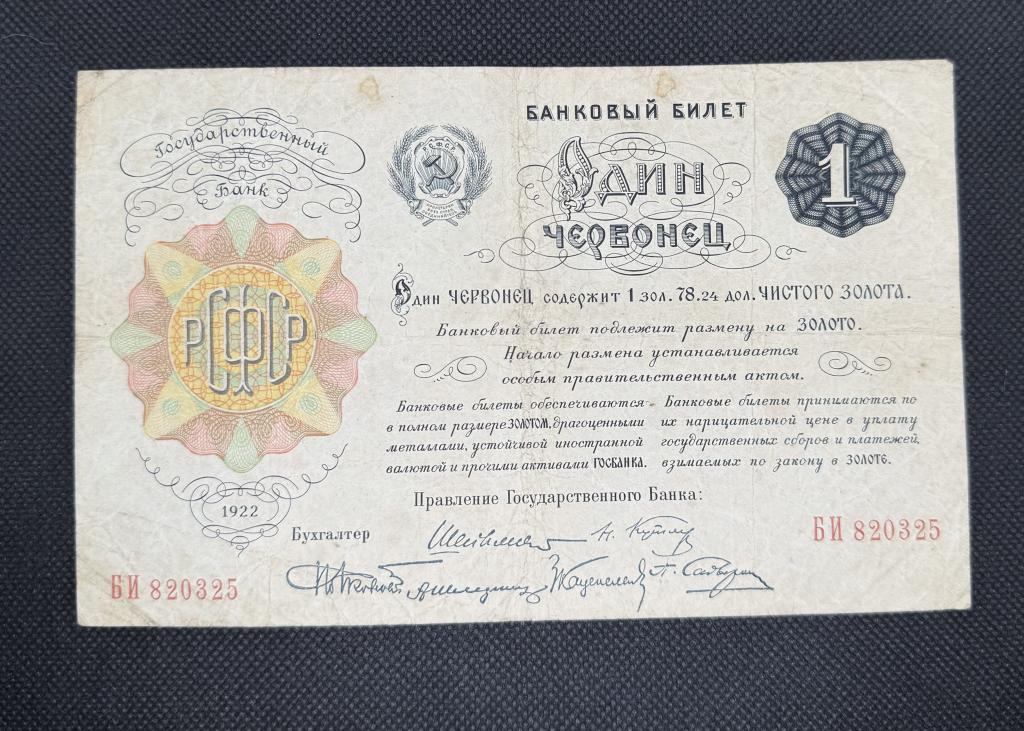 Государственный
Банк
БАНКОВЫЙ БИЛЕТ
РСФСР
ОДИН
ЧЕРВОНЕЦ
1
Один ЧЕРВОНЕЦ содержит 1 зол. 78.24 дол. ЧИСТОГО ЗОЛОТА.
Банковый билет подлежит размену на ЗОЛОТО.
Начало размена устанавливается
особым правительственным актом.
РСФСР
Банковые билеты обеспечиваются
в полном размере ЗОЛОТОМ, драгоценными
металлами, устойчивой иностранной
валютой и прочими активами ГОСБАНКА.
Банковые билеты принимаются по
их нарицательной цене в уплату
государственных сборов и платежей,
взимаемых по закону в ЗОЛОТЕ.
Правление Государственного Банка:
1922
Бухгалтер
БИ 820325
БИ 820325